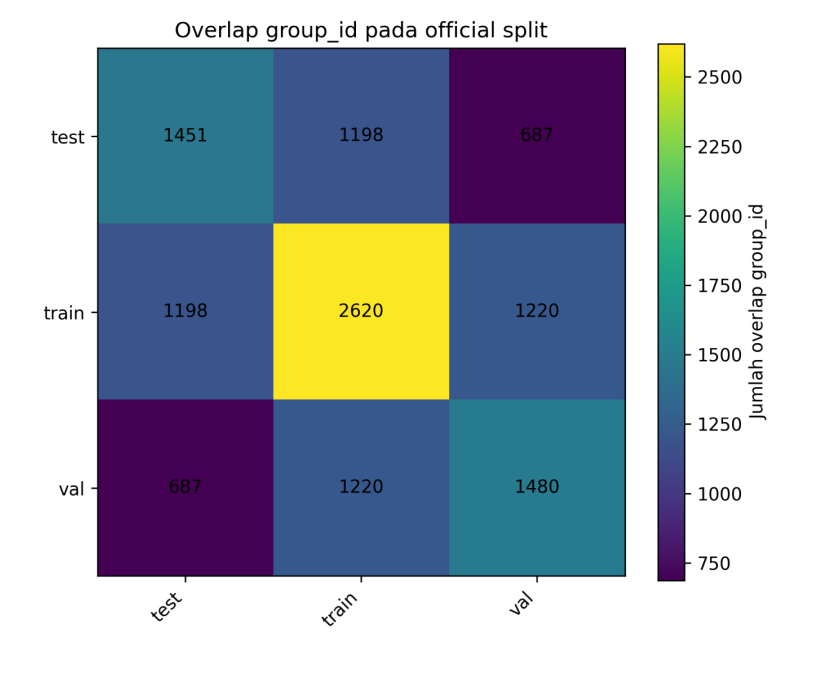 Overlap group_id pada official split
test
1451
1198
687
train
1198
2620
1220
val
687
1220
1480
test
train
val
2500
2250
2000
1750
1500
1250
1000
750
Jumlah overlap group_id